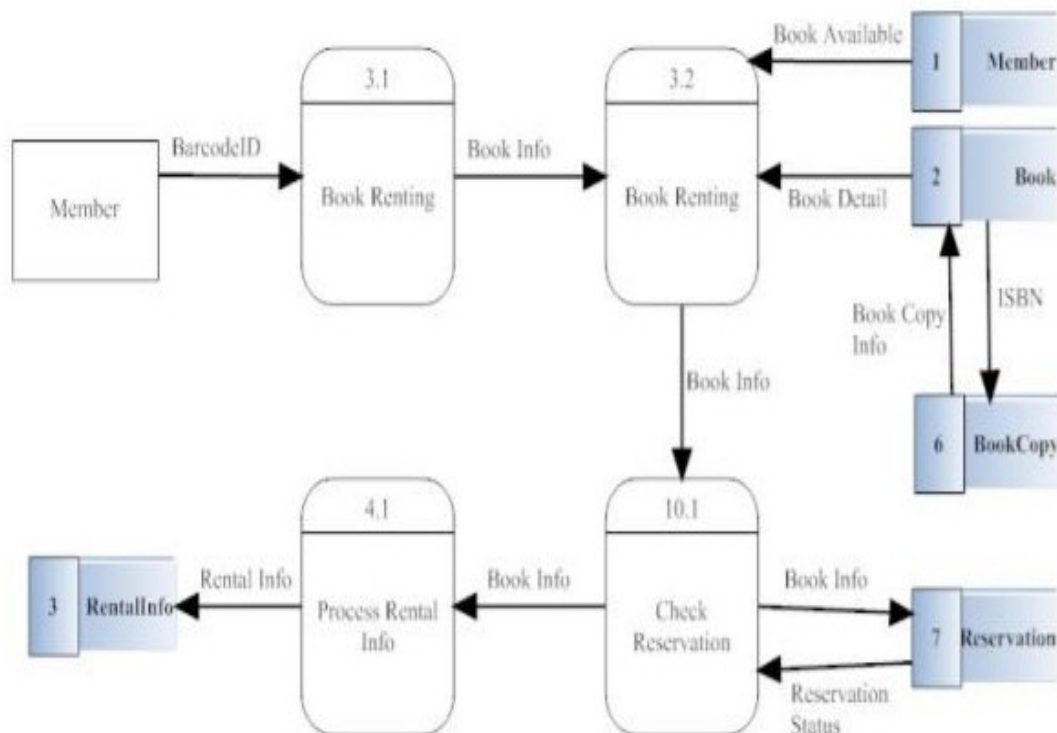 Book Available
1 Member
3.1
3.2
BarcodeID
Book Info
Member
Book Renting
Book Renting
2 Book
Book Detail
Book Copy
Info
ISBN
Book Info
6 BookCopy
4.1
10.1
3 RentalInfo
Rental Info
Process Rental
Info
Book Info
Check
Reservation
Book Info
7 Reservation
Reservation
Status